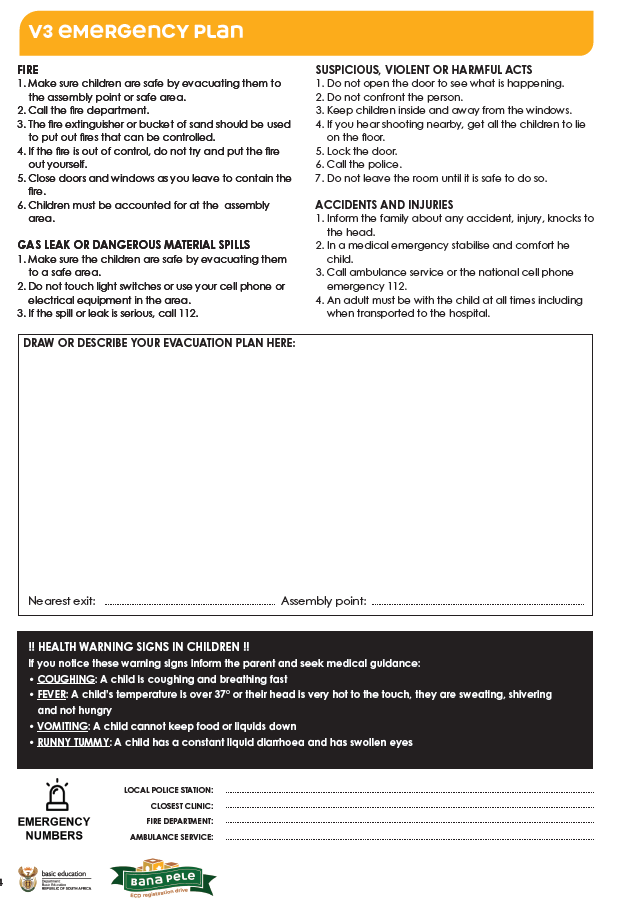 V3 EMERGENCY PLAN
FIRE
1. Make sure children are safe by evacuating them to
the assembly point or safe area.
2. Call the fire department.
3. The fire extinguisher or bucket of sand should be used
to put out fires that can be controlled.
4. If the fire is out of control, do not try and put the fire
out yourself.
5. Close doors and windows as you leave to contain the
fire.
6. Children must be accounted for at the assembly
area.
GAS LEAK OR DANGEROUS MATERIAL SPILLS
1. Make sure the children are safe by evacuating them
to a safe area.
2. Do not touch light switches or use your cell phone or
electrical equipment in the area.
3. If the spill or leak is serious, call 112.
SUSPICIOUS, VIOLENT OR HARMFUL ACTS
1. Do not open the door to see what is happening.
2. Do not confront the person.
3. Keep children inside and away from the windows.
4. If you hear shooting nearby, get all the children to lie
on the floor.
5. Lock the door.
6. Call the police.
7. Do not leave the room until it is safe to do so.
ACCIDENTS AND INJURIES
1. Inform the family about any accident, injury, knocks to
the head.
2. In a medical emergency stabilise and comfort he
child.
3. Call ambulance service or the national cell phone
emergency 112.
4. An adult must be with the child at all times including
when transported to the hospital.
DRAW OR DESCRIBE YOUR EVACUATION PLAN HERE:
Nearest exit: Assembly point:
!! HEALTH WARNING SIGNS IN CHILDREN !!
If you notice these warning signs inform the parent and seek medical guidance:
• COUGHING: A child is coughing and breathing fast
• FEVER: A child's temperature is over 37° or their head is very hot to the touch, they are sweating, shivering
and not hungry
• VOMITING: A child cannot keep food or liquids down
• RUNNY TUMMY: A child has a constant liquid diarrhoea and has swollen eyes
EMERGENCY
NUMBERS
LOCAL POLICE STATION:
CLOSEST CLINIC:
FIRE DEPARTMENT:
AMBULANCE SERVICE:
4
basic education
Department:
Basic Education
REPUBLIC OF SOUTH AFRICA
BANA PELE
ECD registration drive